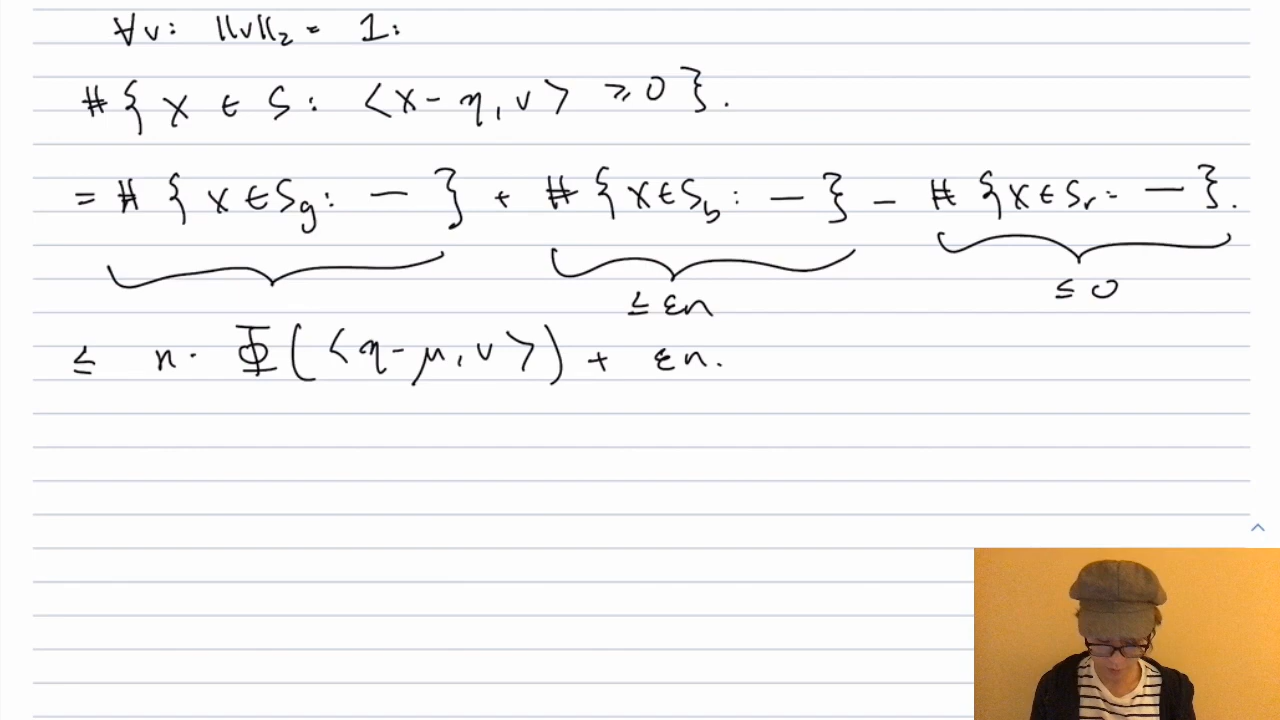 ∀v: ‖v‖₂ = 1:
# { x ∈ S: ⟨x - η, v⟩ ≥ 0 }.
= # { x ∈ S_g: — } + # { x ∈ S_b: — } - # { x ∈ S_r: — }.
≤ εn ≤ 0
≤ n · Φ(⟨η - μ, v⟩) + εn.